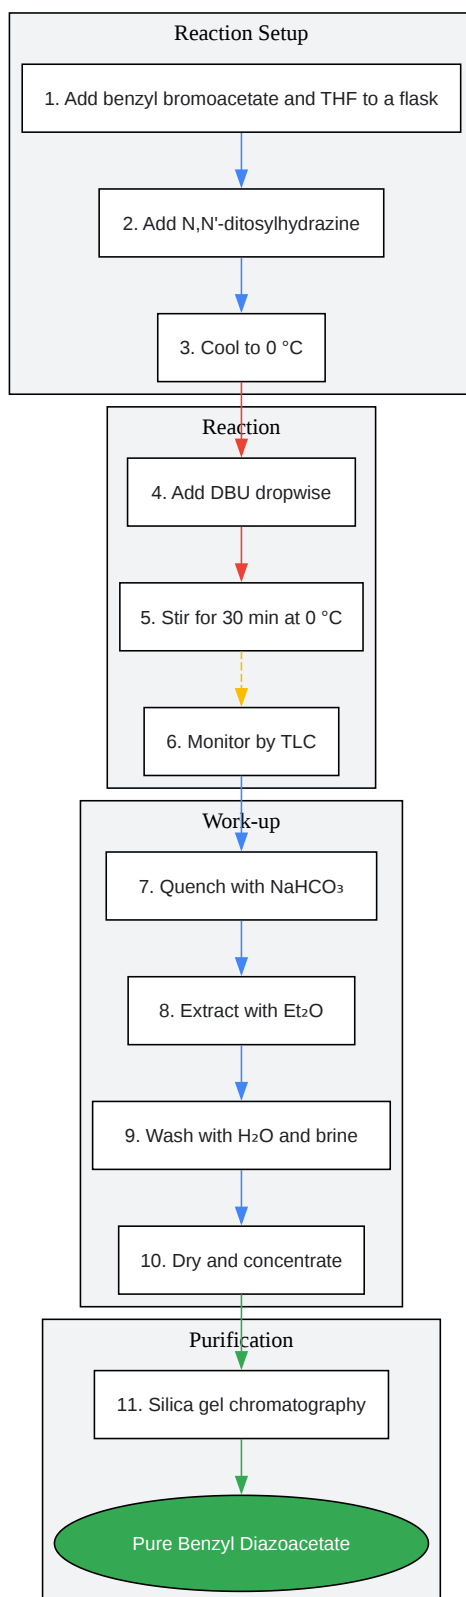 Reaction Setup
1. Add benzyl bromoacetate and THF to a flask
2. Add N,N'-ditosylhydrazine
3. Cool to 0 °C
Reaction
4. Add DBU dropwise
5. Stir for 30 min at 0 °C
6. Monitor by TLC
Work-up
7. Quench with NaHCO₃
8. Extract with Et₂O
9. Wash with H₂O and brine
10. Dry and concentrate
Purification
11. Silica gel chromatography
Pure Benzyl Diazoacetate